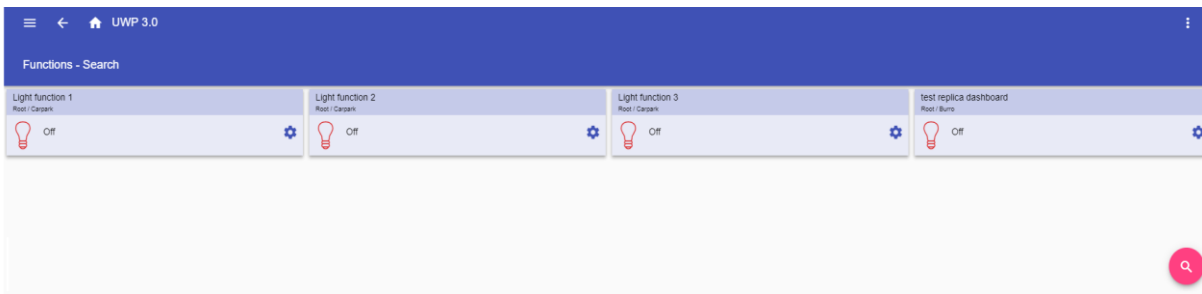 UWP 3.0
Functions - Search
Light function 1
Root / Carpark
Off
Light function 2
Root / Carpark
Off
Light function 3
Root / Carpark
Off
test replica dashboard
Root / Burro
Off